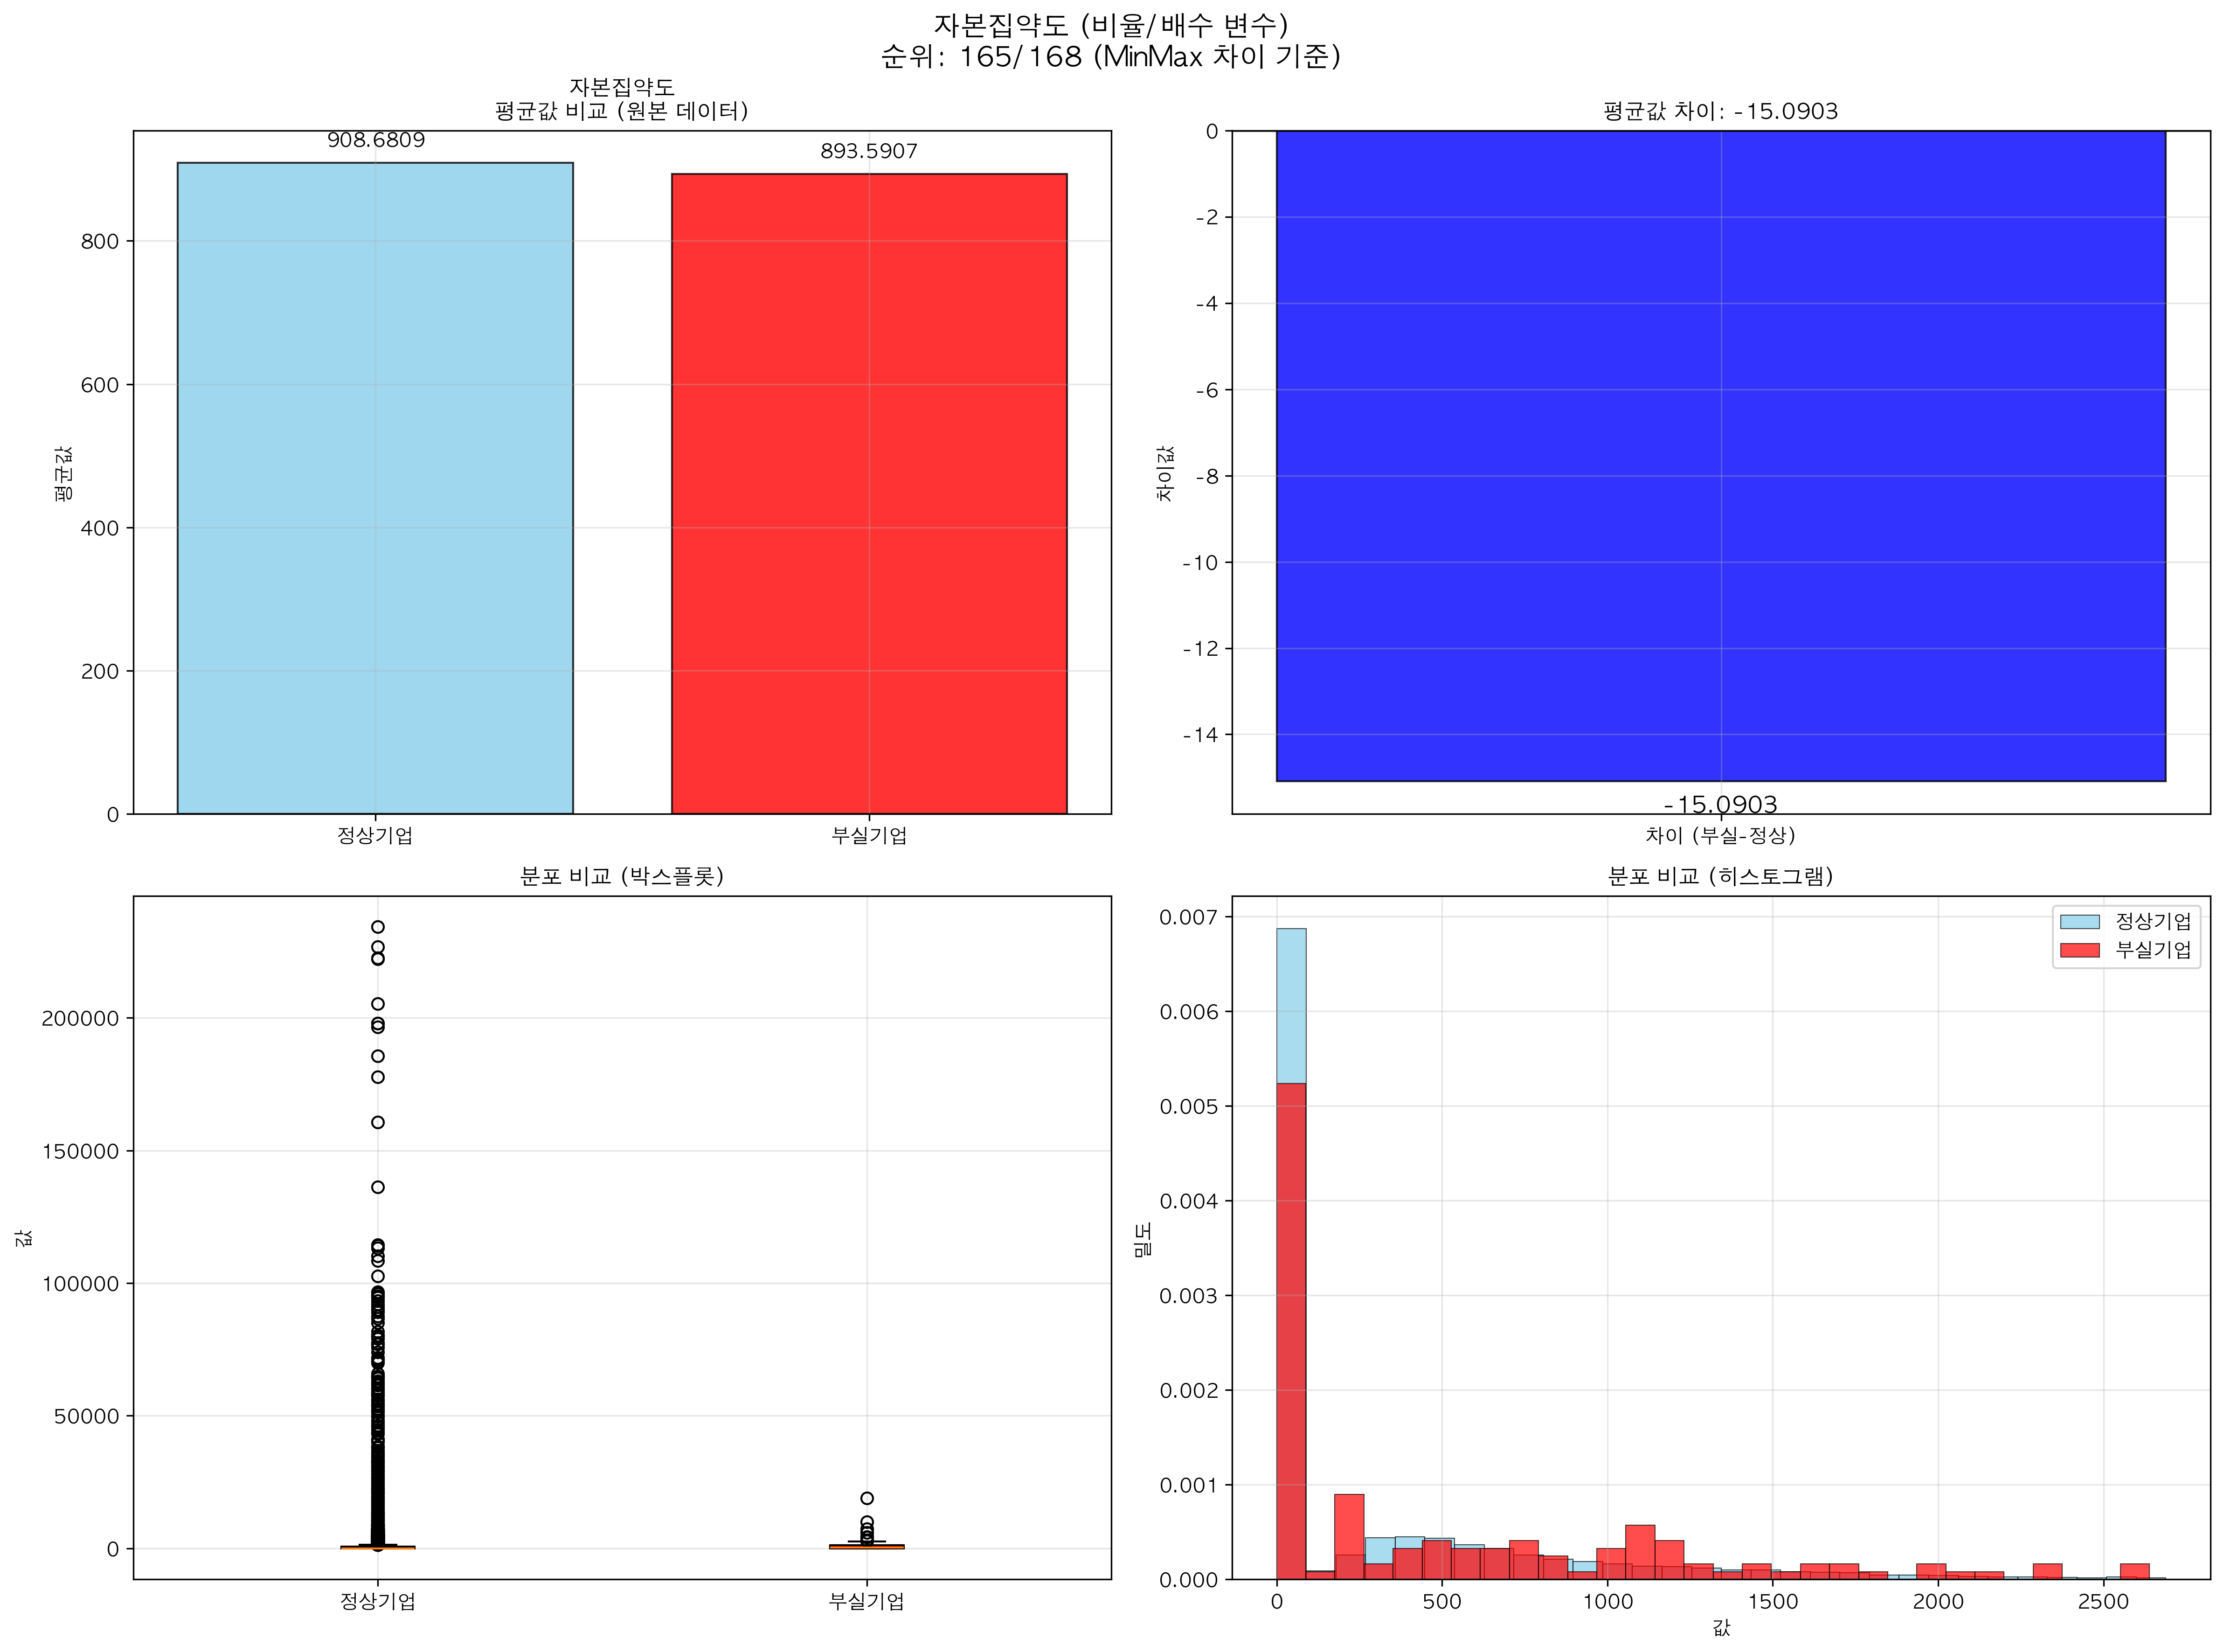 자본집약도 (비율/배수 변수)
순위: 165/168 (MinMax 차이 기준)
자본집약도
평균값 비교 (원본 데이터)
908.6809
893.5907
800
600
400
200
0
평균값
정상기업
부실기업
평균값 차이: -15.0903
0
-2
-4
-6
-8
-10
-12
-14
차이값
-15.0903
차이 (부실-정상)
분포 비교 (박스플롯)
200000
150000
100000
50000
0
값
정상기업
부실기업
분포 비교 (히스토그램)
정상기업
부실기업
0.007
0.006
0.005
0.004
0.003
0.002
0.001
0.000
밀도
0
500
1000
1500
2000
2500
값